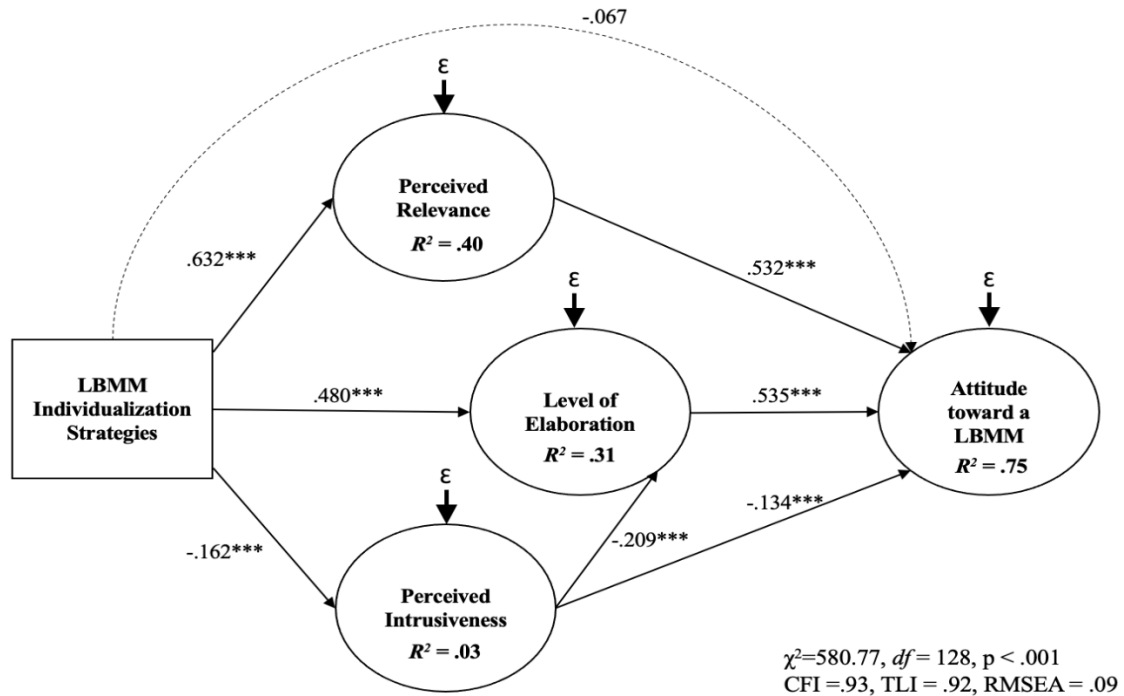 -.067
ε
Perceived
Relevance
R² = .40
.632***
.532***
ε
ε
LBMM
Individualization
Strategies
.480***
Level of
Elaboration
R² = .31
.535***
Attitude
toward a
LBMM
R² = .75
ε
-.162***
-.209***
-.134***
Perceived
Intrusiveness
R² = .03
χ²=580.77, df = 128, p < .001
CFI =.93, TLI = .92, RMSEA = .09